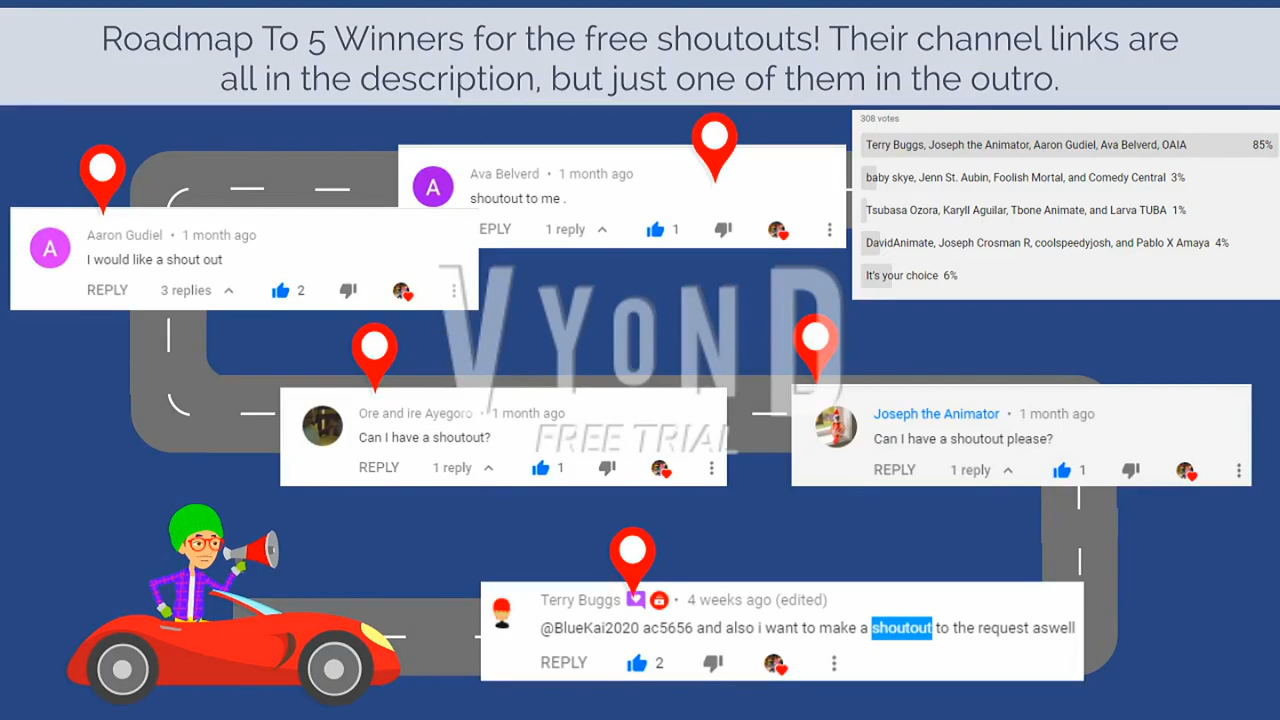 Roadmap To 5 Winners for the free shoutouts! Their channel links are
all in the description, but just one of them in the outro.
308 votes
Terry Buggs, Joseph the Animator, Aaron Gudiel, Ava Belverd, OAIA 85%
baby skye, Jenn St. Aubin, Foolish Mortal, and Comedy Central 3%
Tsubasa Ozora, Karyll Aguilar, Tbone Animate, and Larva TUBA 1%
DavidAnimate, Joseph Crosman R, coolspeedyjosh, and Pablo X Amaya 4%
It's your choice 6%
A
Ava Belverd • 1 month ago
shoutout to me .
EPLY 1 reply 1
A
Aaron Gudiel • 1 month ago
I would like a shout out
REPLY 3 replies 2
VYOND
FREE TRIAL
Ore and ire Ayegoro • 1 month ago
Can I have a shoutout?
REPLY 1 reply 1
Joseph the Animator • 1 month ago
Can I have a shoutout please?
REPLY 1 reply 1
Terry Buggs • 4 weeks ago (edited)
@BlueKai2020 ac5656 and also i want to make a shoutout to the request aswell
REPLY 2